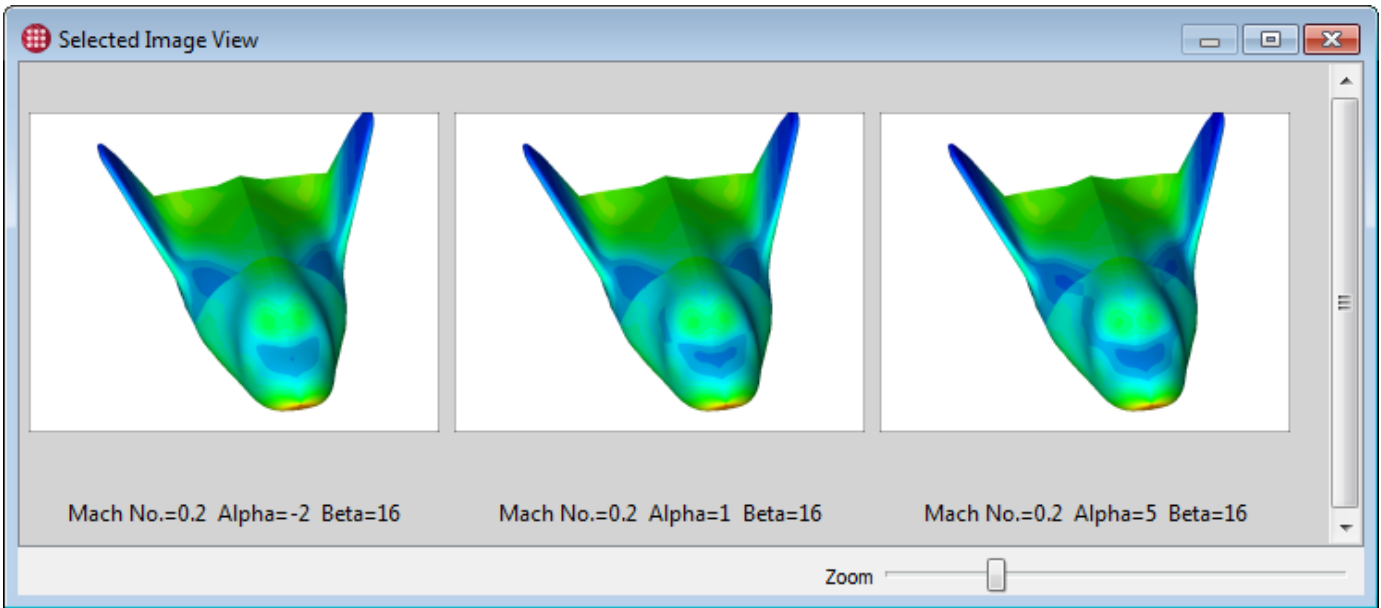 Selected Image View
Mach No.=0.2 Alpha=-2 Beta=16
Mach No.=0.2 Alpha=1 Beta=16
Mach No.=0.2 Alpha=5 Beta=16
Zoom